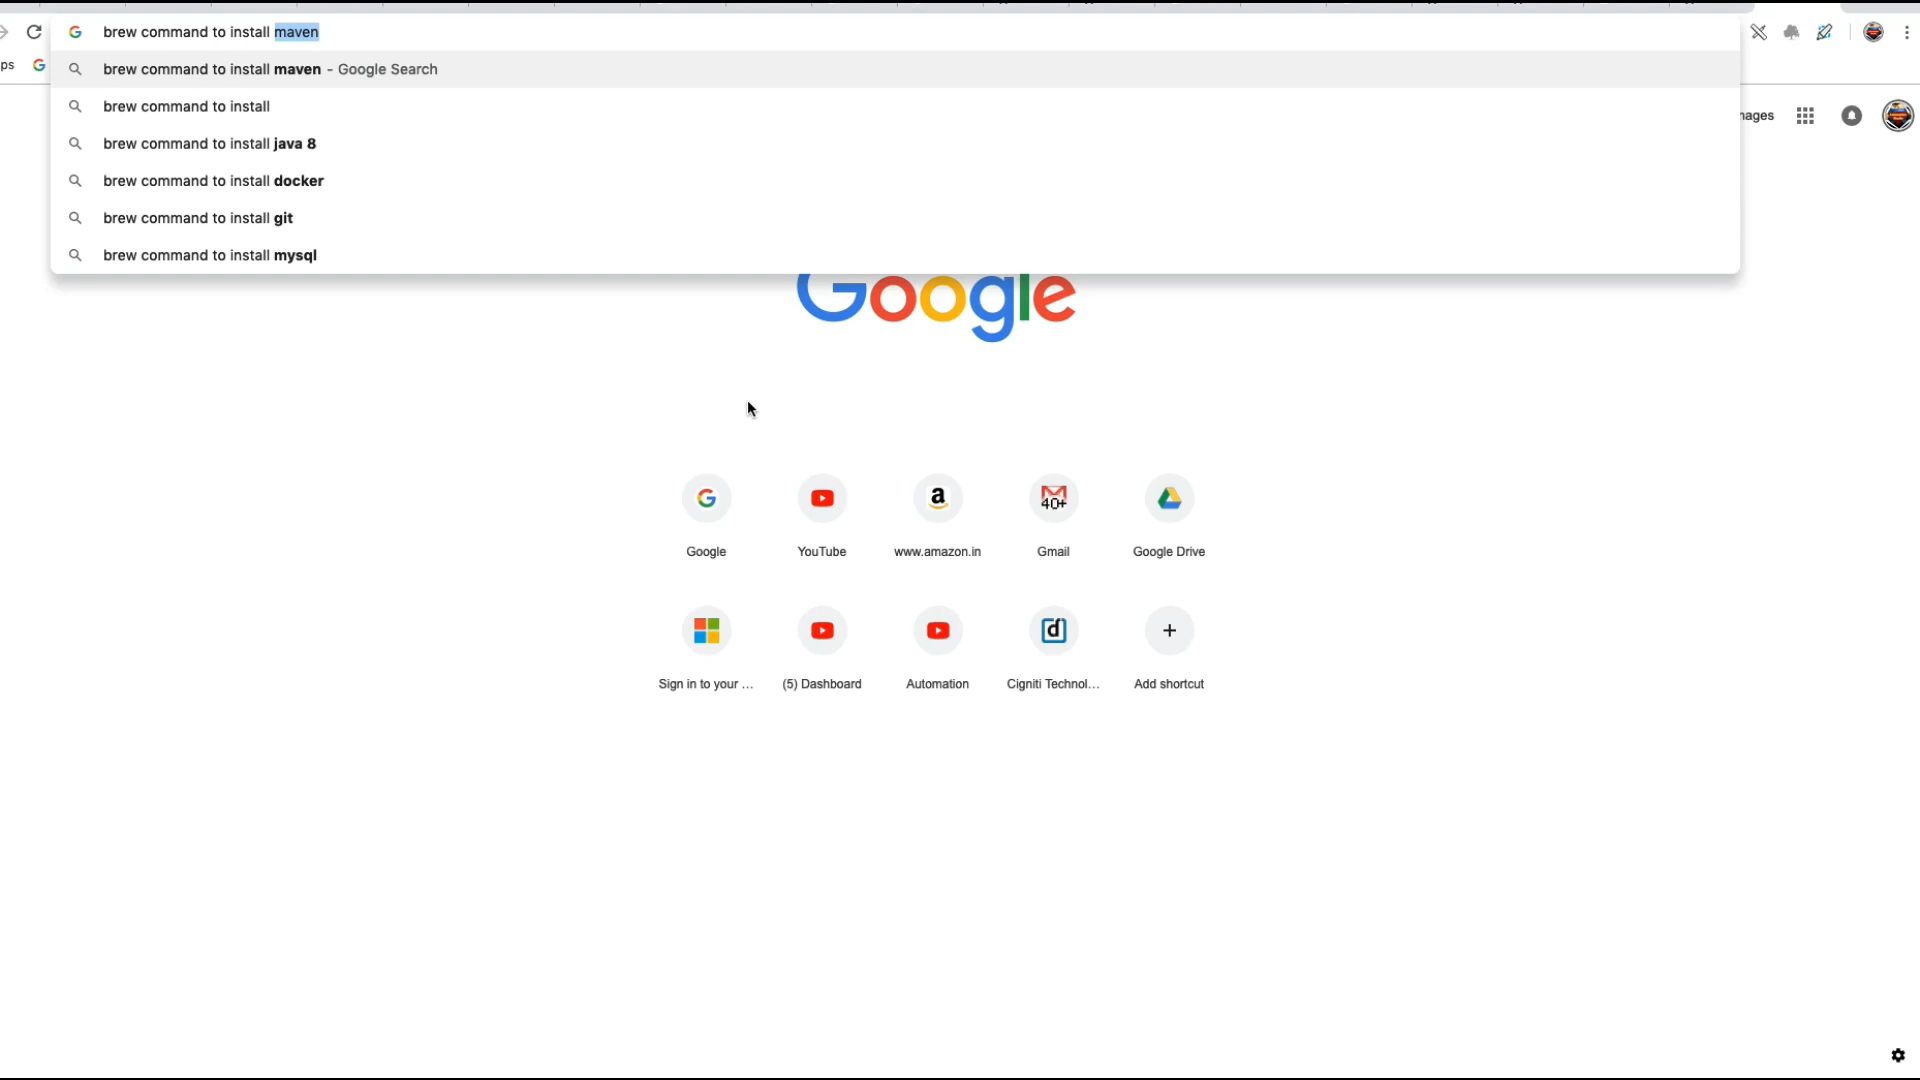 brew command to install maven
ps
brew command to install maven - Google Search
brew command to install
brew command to install java 8
brew command to install docker
brew command to install git
brew command to install mysql
Google
40+
Google YouTube www.amazon.in Gmail Google Drive
Sign in to your ... (5) Dashboard Automation Cigniti Technol... Add shortcut